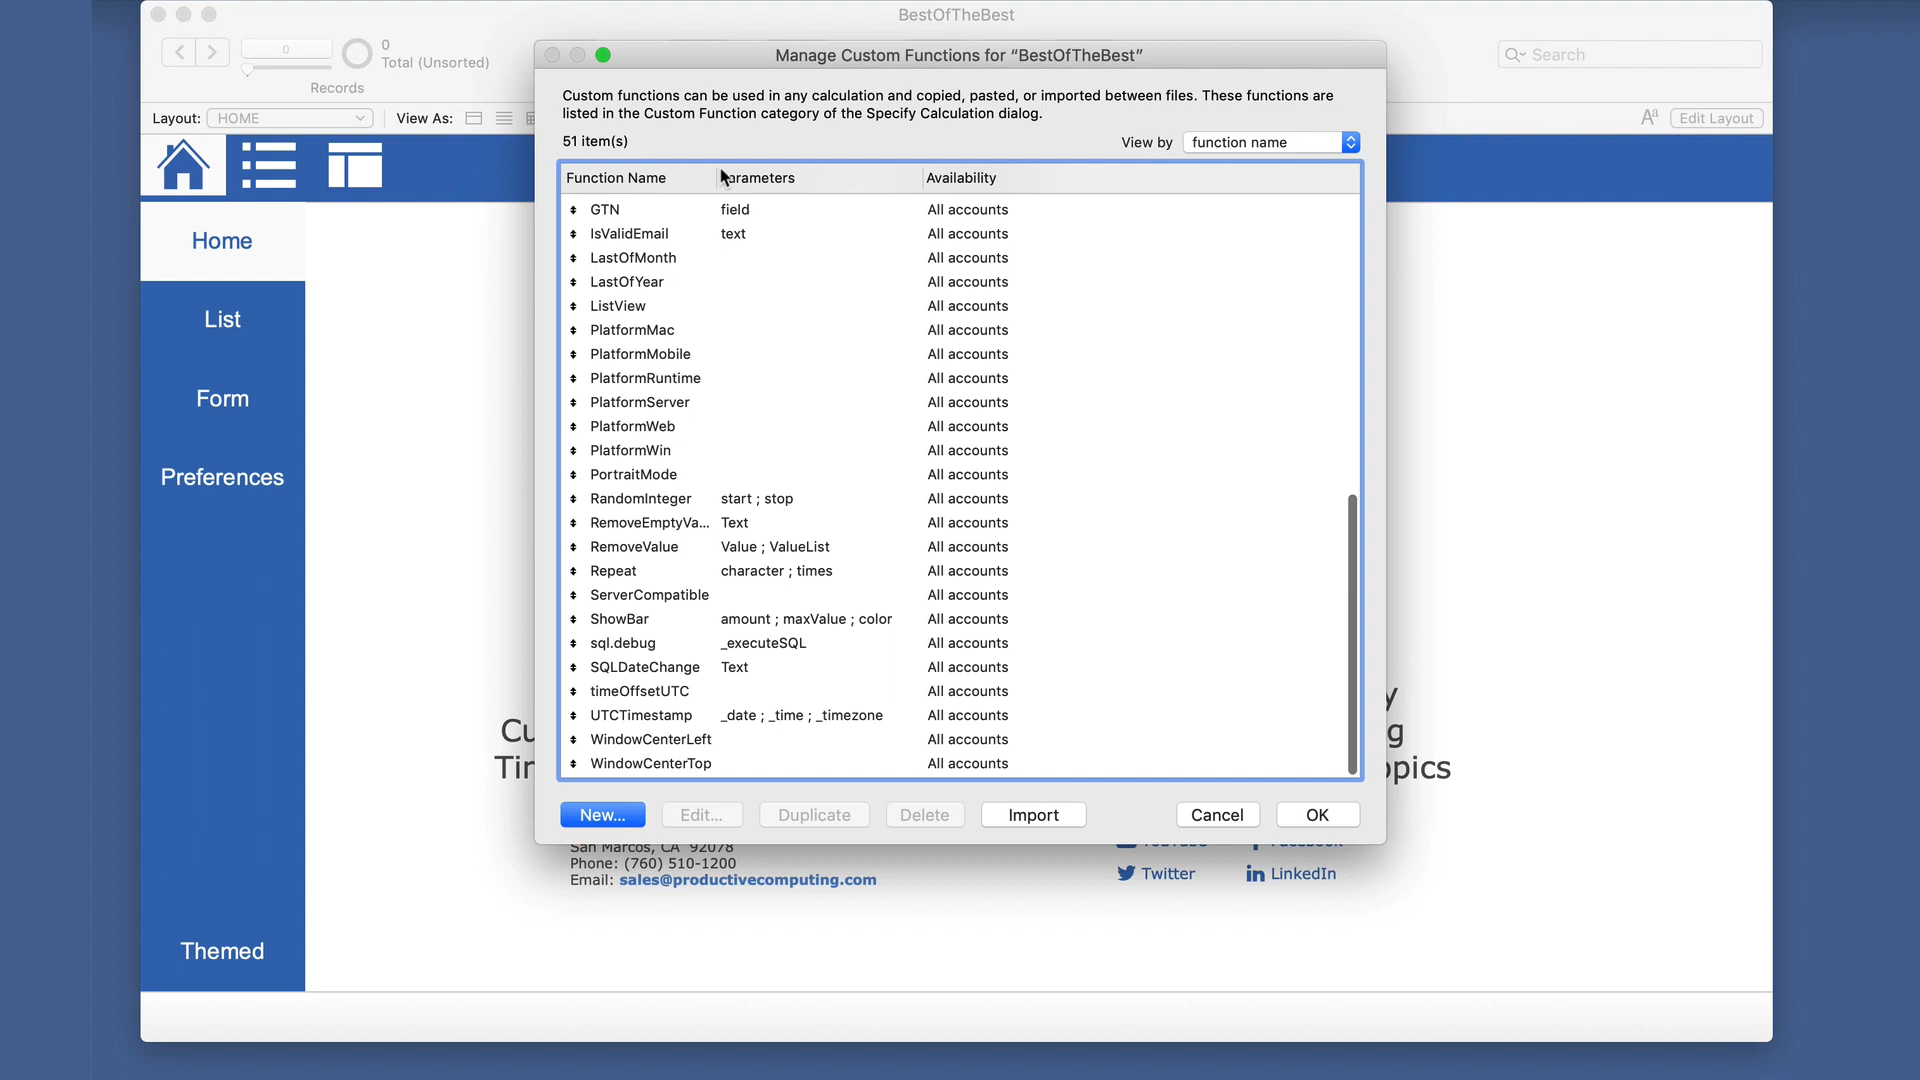 BestOfTheBest
0
0
Total (Unsorted)
Records
Search
Layout: HOME View As:
Edit Layout
Manage Custom Functions for “BestOfTheBest”
Custom functions can be used in any calculation and copied, pasted, or imported between files. These functions are
listed in the Custom Function category of the Specify Calculation dialog.
51 item(s)
View by function name
Function Name arameters Availability
GTN field All accounts
IsValidEmail text All accounts
LastOfMonth All accounts
LastOfYear All accounts
ListView All accounts
PlatformMac All accounts
PlatformMobile All accounts
PlatformRuntime All accounts
PlatformServer All accounts
PlatformWeb All accounts
PlatformWin All accounts
PortraitMode All accounts
RandomInteger start ; stop All accounts
RemoveEmptyVa... Text All accounts
RemoveValue Value ; ValueList All accounts
Repeat character ; times All accounts
ServerCompatible All accounts
ShowBar amount ; maxValue ; color All accounts
sql.debug _executeSQL All accounts
SQLDateChange Text All accounts
timeOffsetUTC All accounts
UTCTimestamp _date ; _time ; _timezone All accounts
WindowCenterLeft All accounts
WindowCenterTop All accounts
New... Edit... Duplicate Delete Import Cancel OK
Home
List
Form
Preferences
Themed
San Marcos, CA 92078
Phone: (760) 510-1200
Email: sales@productivecomputing.com
YouTube Facebook
Twitter LinkedIn